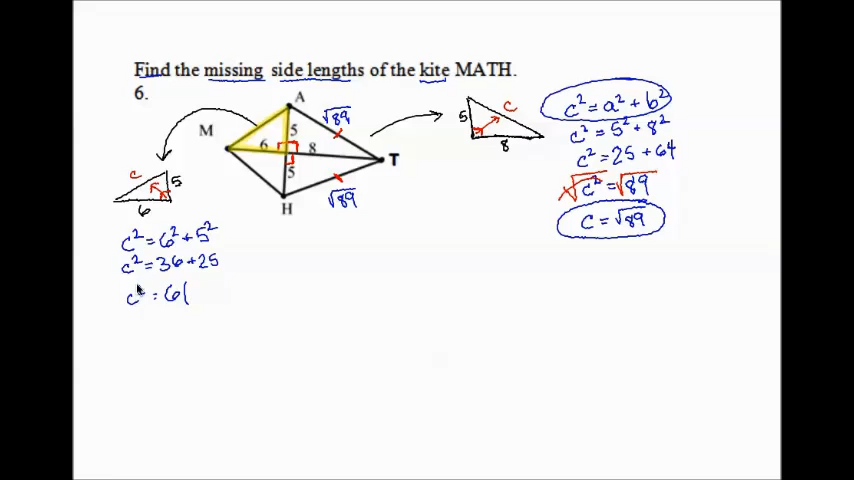 Find the missing side lengths of the kite MATH.
6.
A
M
5
6
8
5
T
H
√89
√89
c
5
6
c² = 6² + 5²
c² = 36 + 25
c² = 61
5
c
8
c² = a² + b²
c² = 5² + 8²
c² = 25 + 64
√c² = √89
c = √89